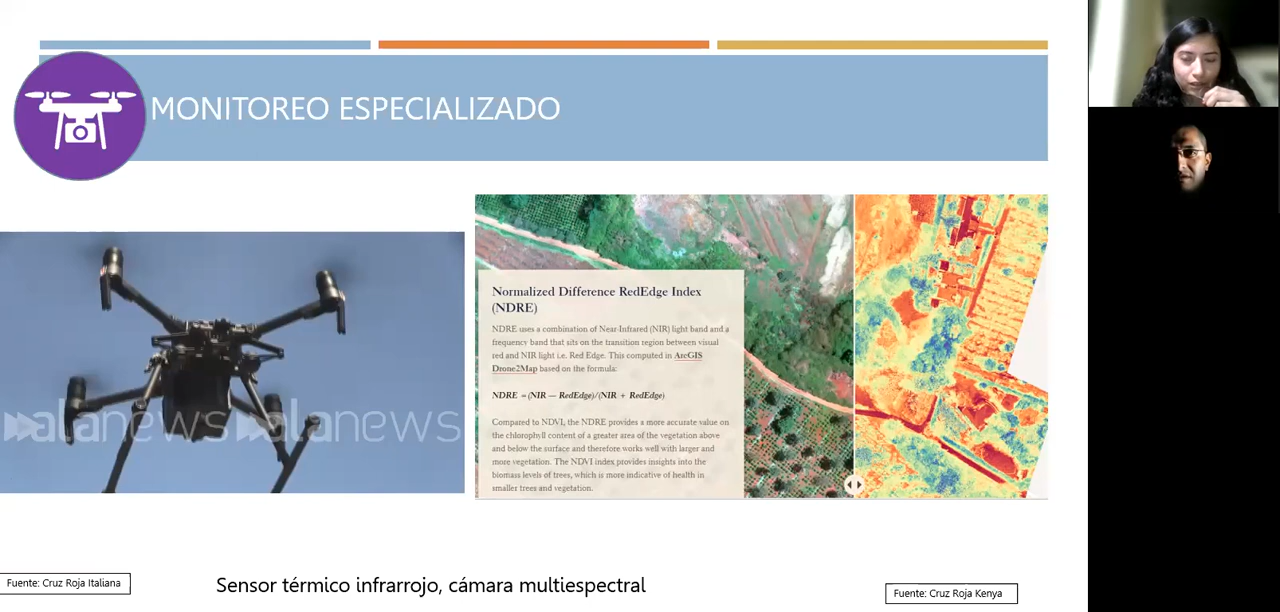 MONITOREO ESPECIALIZADO
alanews alanews
Normalized Difference RedEdge Index
(NDRE)
NDRE uses a combination of Near-Infrared (NIR) light band and a
frequency band that sits on the transition region between visual
red and NIR light i.e. Red Edge. This computed in ArcGIS
Drone2Map based on the formula:
NDRE = (NIR — RedEdge)/(NIR + RedEdge)
Compared to NDVI, the NDRE provides a more accurate value on
the chlorophyll content of a greater area of the vegetation above
and below the surface and therefore works well with larger and
more vegetation. The NDVI index provides insights into the
biomass levels of trees, which is more indicative of health in
smaller trees and vegetation.
Fuente: Cruz Roja Italiana
Sensor térmico infrarrojo, cámara multiespectral
Fuente: Cruz Roja Kenya